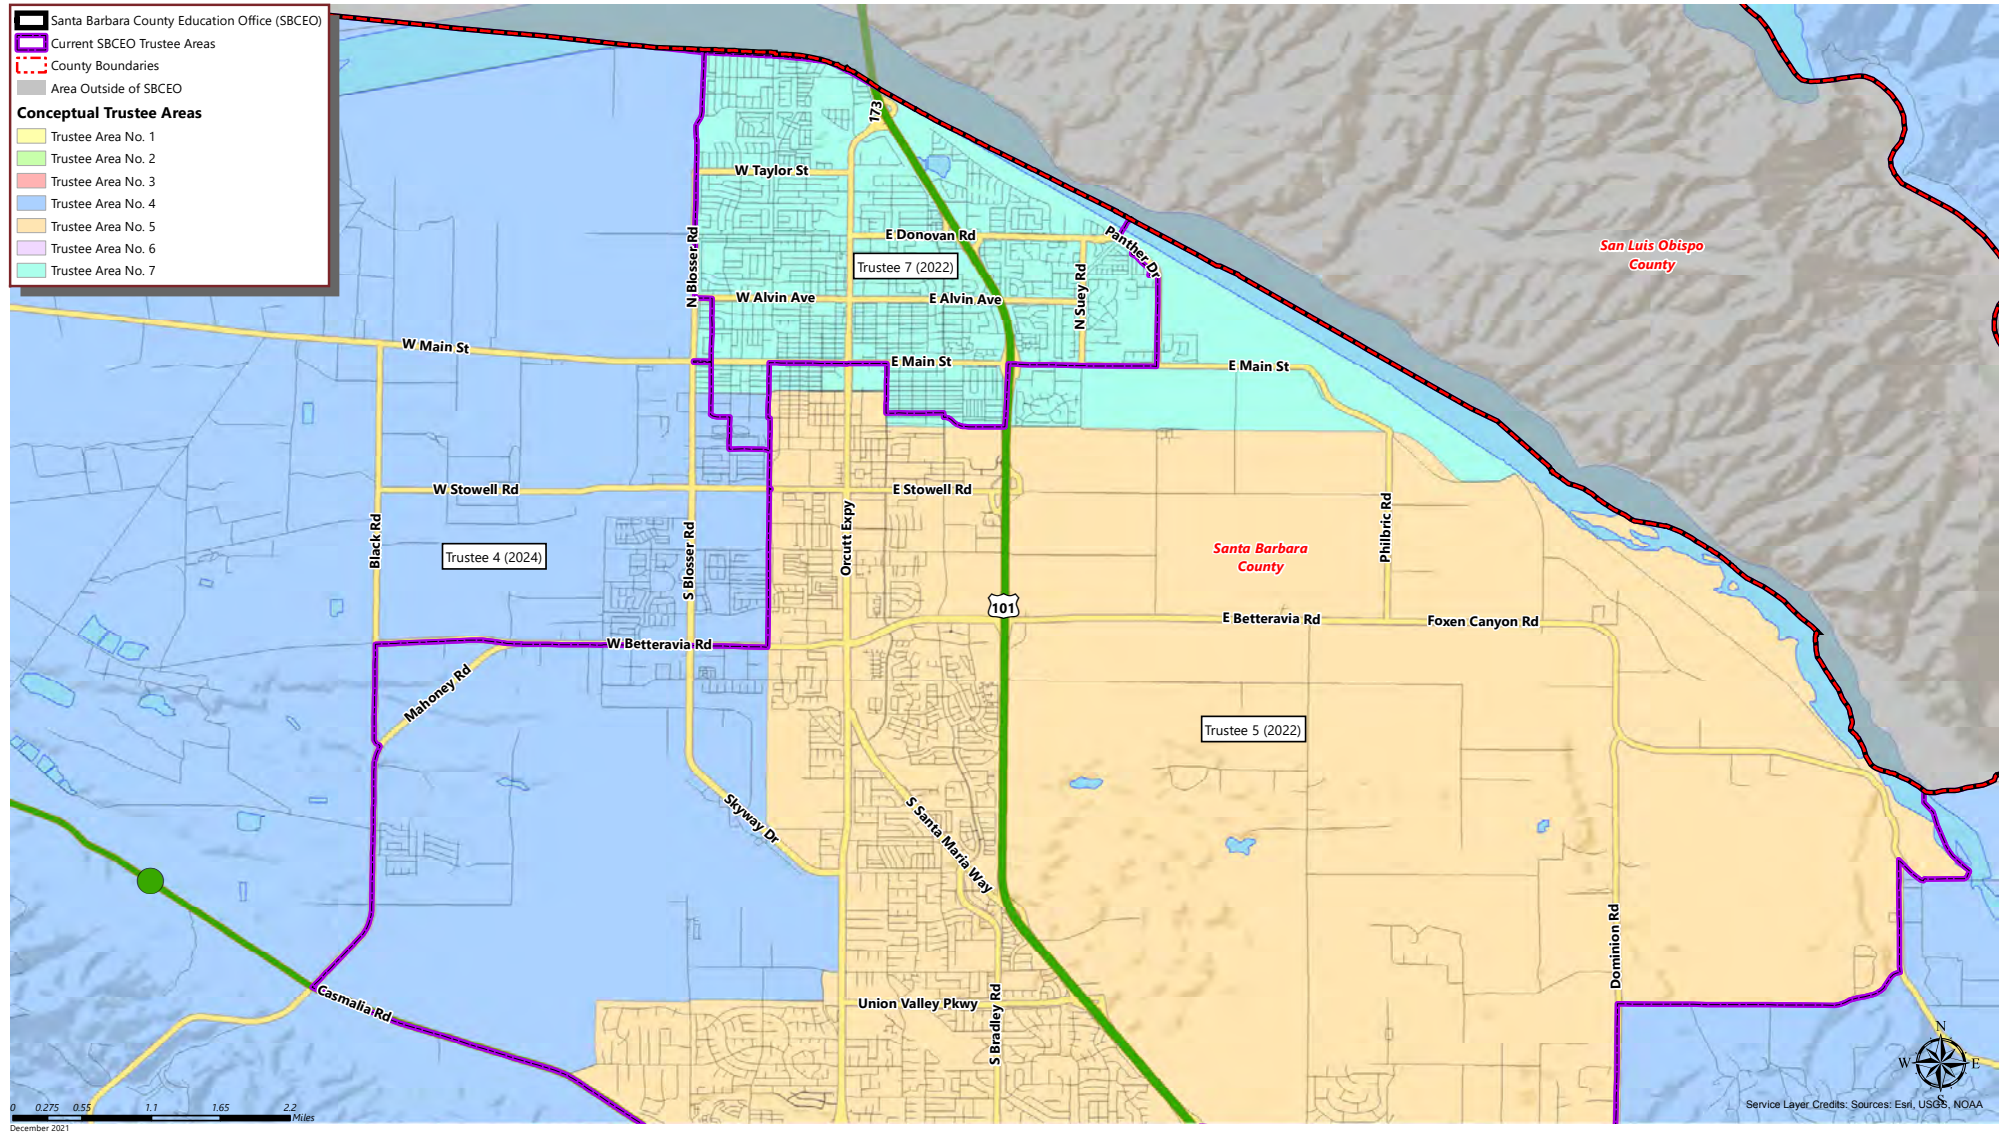 Santa Barbara County Education Office (SBCEO)
Current SBCEO Trustee Areas
County Boundaries
Area Outside of SBCEO
Conceptual Trustee Areas
Trustee Area No. 1
Trustee Area No. 2
Trustee Area No. 3
Trustee Area No. 4
Trustee Area No. 5
Trustee Area No. 6
Trustee Area No. 7
173
W Taylor St
E Donovan Rd
Panther Dr
N Blosser Rd
Trustee 7 (2022)
San Luis Obispo
County
W Alvin Ave
E Alvin Ave
N Suey Rd
W Main St
E Main St
E Main St
W Stowell Rd
E Stowell Rd
Black Rd
S Blosser Rd
Orcutt Expy
Philbric Rd
Trustee 4 (2024)
Santa Barbara
County
101
E Betteravia Rd
Foxen Canyon Rd
W Betteravia Rd
Mahoney Rd
Trustee 5 (2022)
Skyway Dr
S Santa Maria Way
Dominion Rd
Casmalia Rd
Union Valley Pkwy
S Bradley Rd
N
W E
S
0 0.275 0.55 1.1 1.65 2.2
Miles
Service Layer Credits: Sources: Esri, USGS, NOAA
December 2021